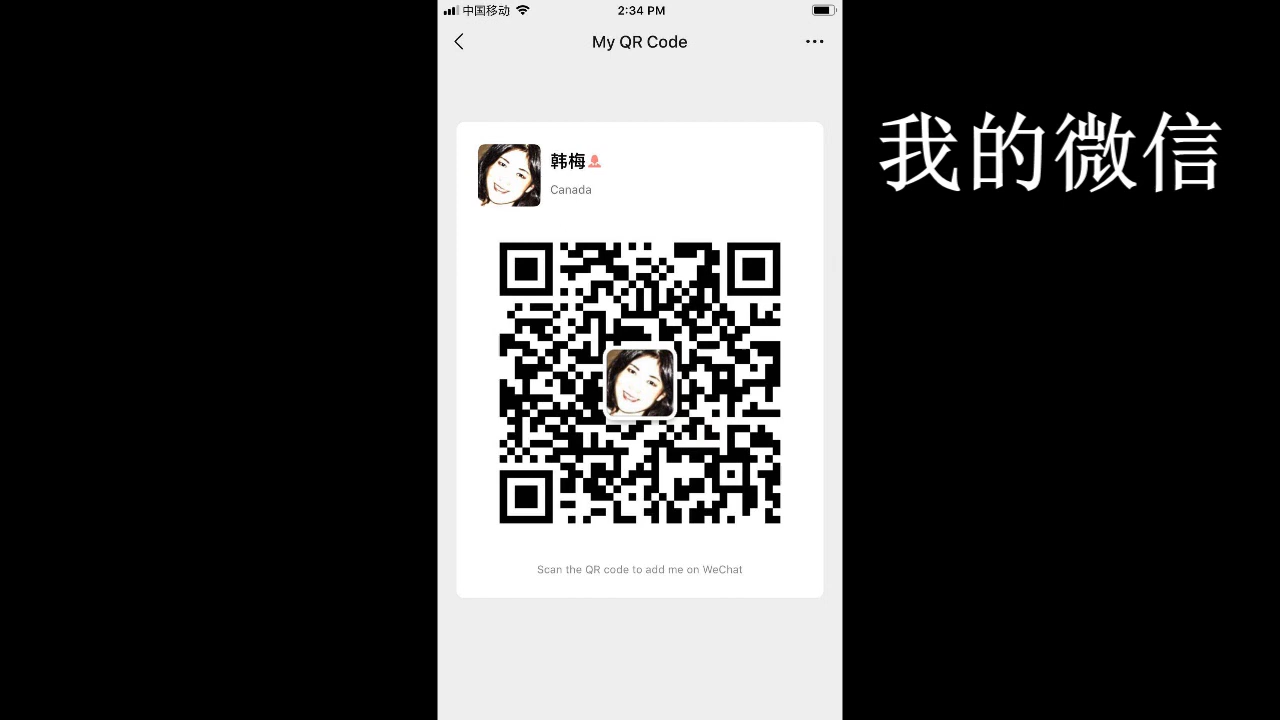 中国移动
2:34 PM
My QR Code
我的微信
韩梅
Canada
Scan the QR code to add me on WeChat